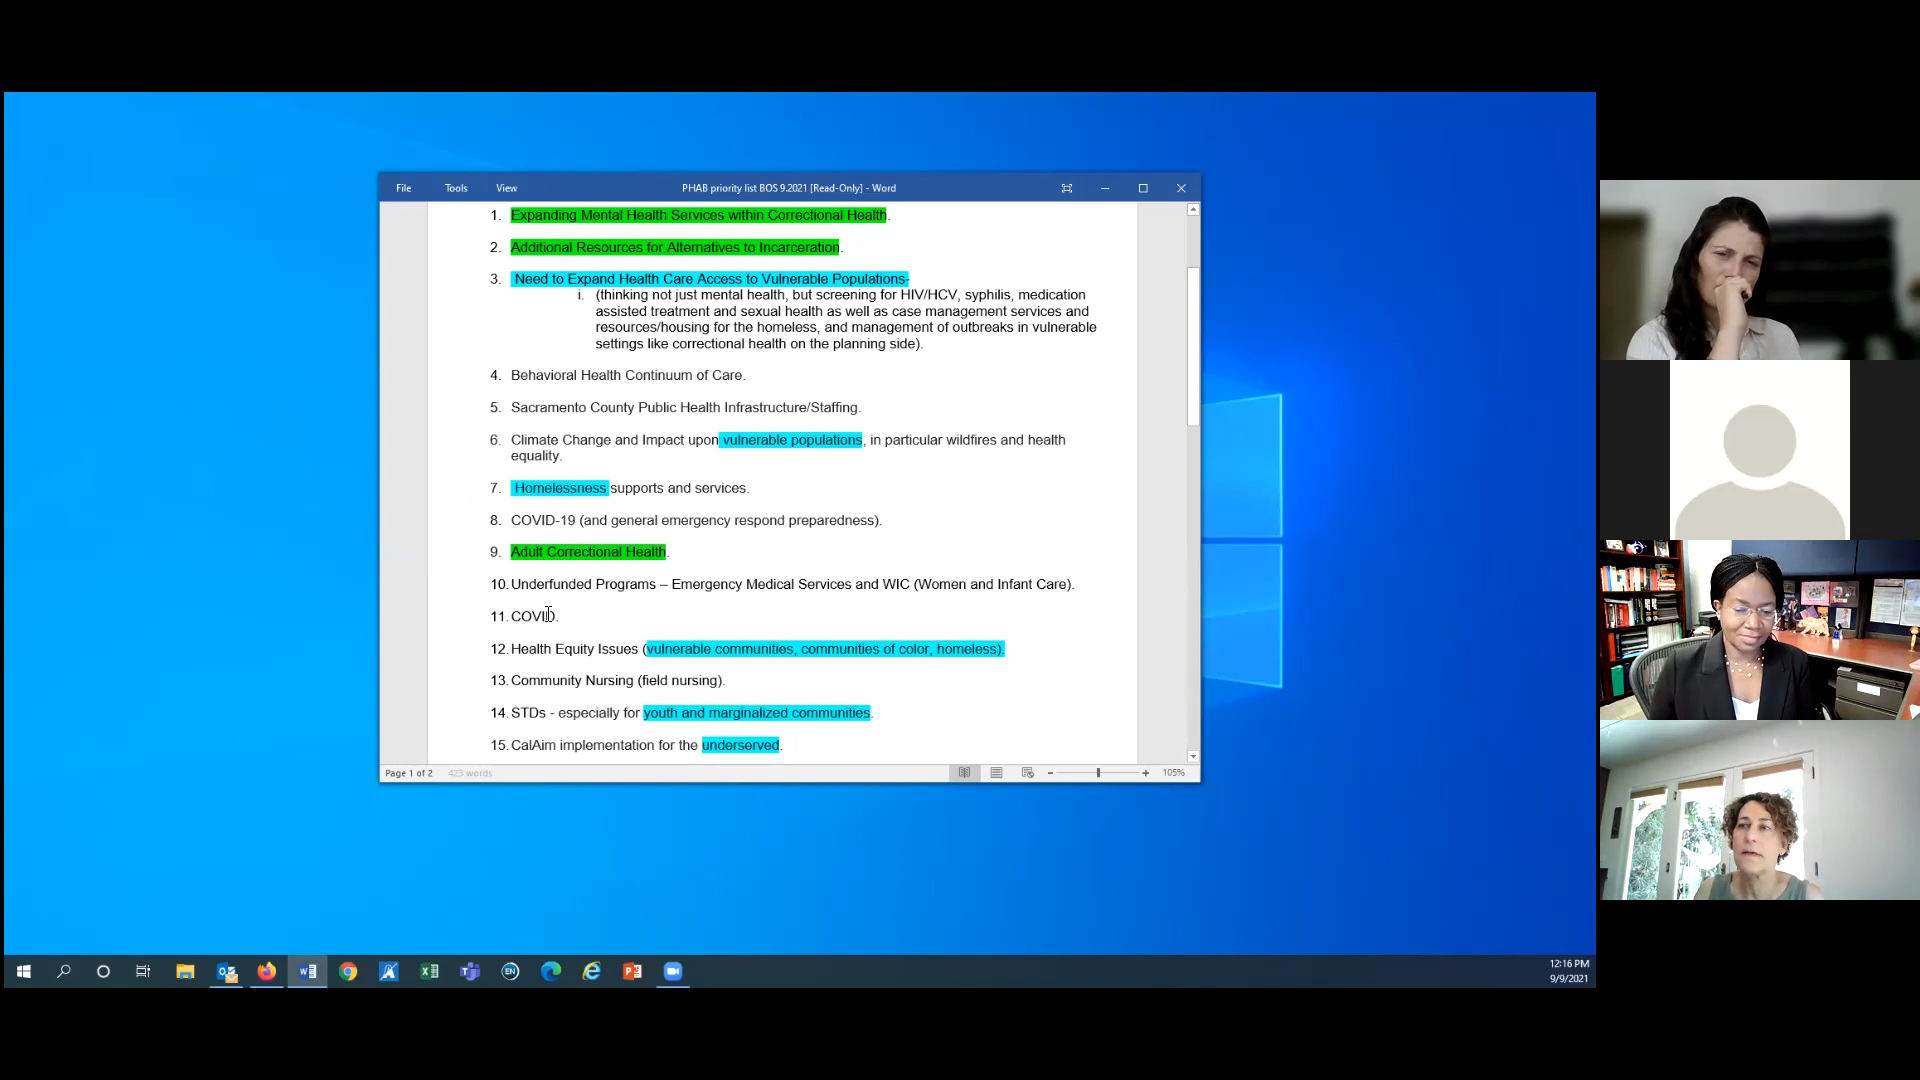 File Tools View PHAB priority list BOS 9.2021 [Read-Only] - Word
1. Expanding Mental Health Services within Correctional Health.
2. Additional Resources for Alternatives to Incarceration.
3. Need to Expand Health Care Access to Vulnerable Populations-
i. (thinking not just mental health, but screening for HIV/HCV, syphilis, medication
assisted treatment and sexual health as well as case management services and
resources/housing for the homeless, and management of outbreaks in vulnerable
settings like correctional health on the planning side).
4. Behavioral Health Continuum of Care.
5. Sacramento County Public Health Infrastructure/Staffing.
6. Climate Change and Impact upon vulnerable populations, in particular wildfires and health
equality.
7. Homelessness supports and services.
8. COVID-19 (and general emergency respond preparedness).
9. Adult Correctional Health.
10. Underfunded Programs – Emergency Medical Services and WIC (Women and Infant Care).
11. COVID.
12. Health Equity Issues (vulnerable communities, communities of color, homeless).
13. Community Nursing (field nursing).
14. STDs - especially for youth and marginalized communities.
15. CalAim implementation for the underserved.
Page 1 of 2 423 words 105%
12:16 PM
9/9/2021